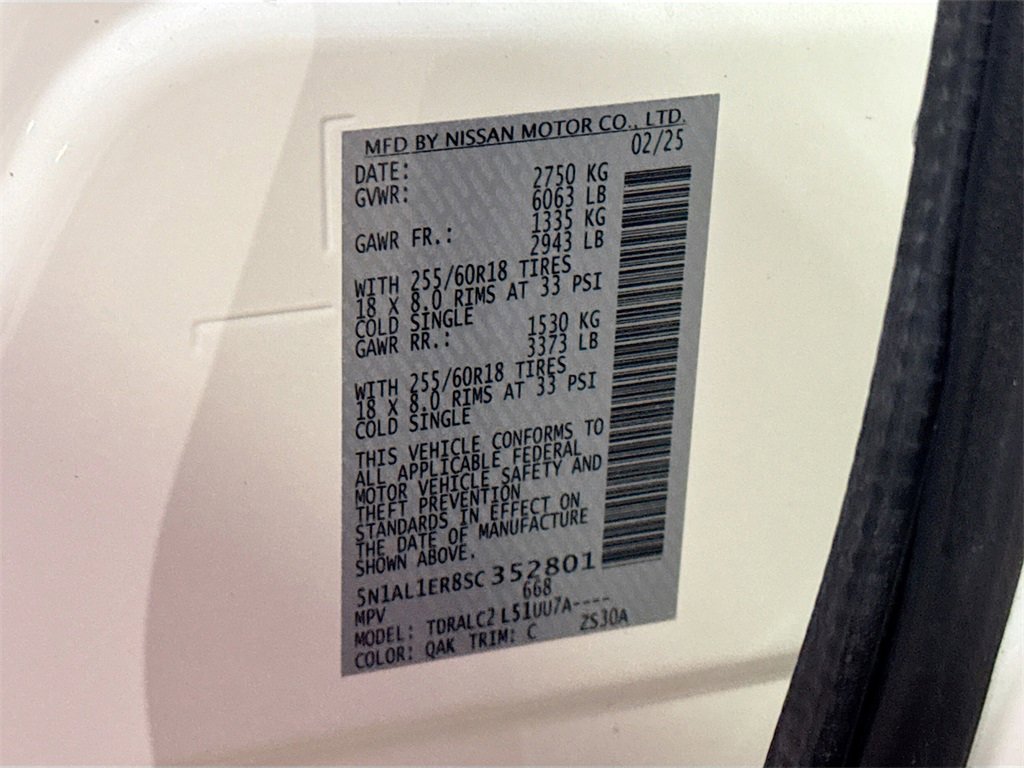 MFD BY NISSAN MOTOR CO., LTD.
DATE: 02/25
GVWR: 2750 KG
6063 LB
GAWR FR.: 1335 KG
2943 LB
WITH 255/60R18 TIRES
18 X 8.0 RIMS AT 33 PSI
COLD SINGLE
GAWR RR.: 1530 KG
3373 LB
WITH 255/60R18 TIRES
18 X 8.0 RIMS AT 33 PSI
COLD SINGLE
THIS VEHICLE CONFORMS TO
ALL APPLICABLE FEDERAL
MOTOR VEHICLE SAFETY AND
THEFT PREVENTION
STANDARDS IN EFFECT ON
THE DATE OF MANUFACTURE
SHOWN ABOVE.
5N1AL1ER8SC352801
MPV 668
MODEL: TDRALC2 L51UU7A----
COLOR: QAK TRIM: C ZS30A